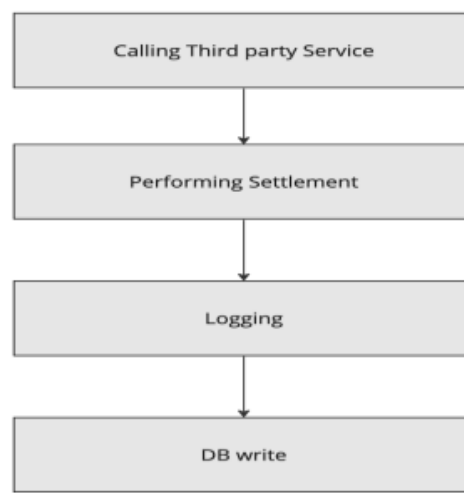 Calling Third party Service
Performing Settlement
Logging
DB write